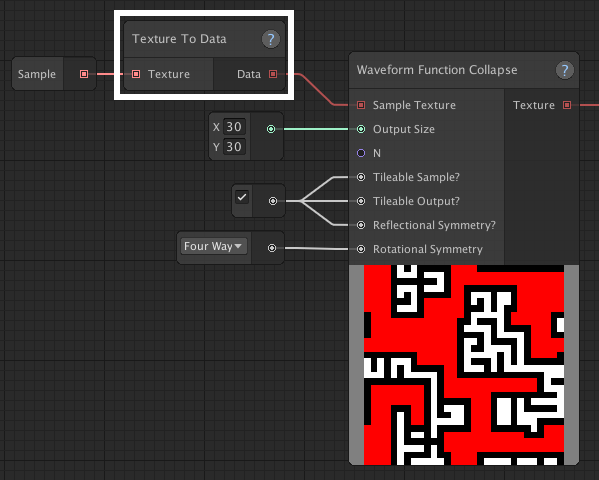 Texture To Data ?
Sample
Texture
Data
Waveform Function Collapse ?
Sample Texture
Texture
X 30
Y 30
Output Size
N
Tileable Sample?
Tileable Output?
Reflectional Symmetry?
Four Way
Rotational Symmetry